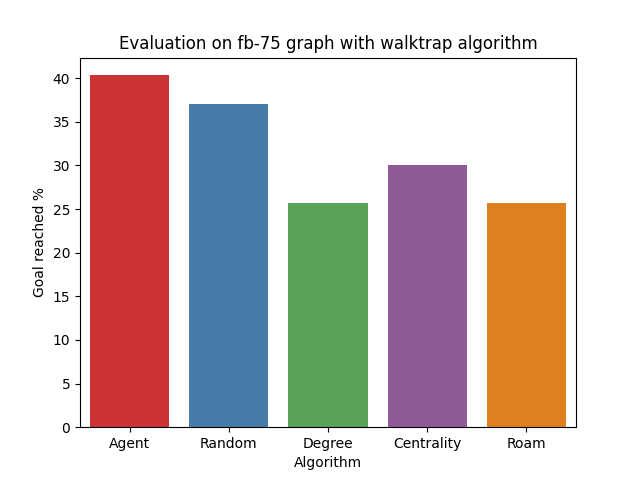 Evaluation on fb-75 graph with walktrap algorithm
Goal reached %
40
35
30
25
20
15
10
5
0
Agent Random Degree Centrality Roam
Algorithm